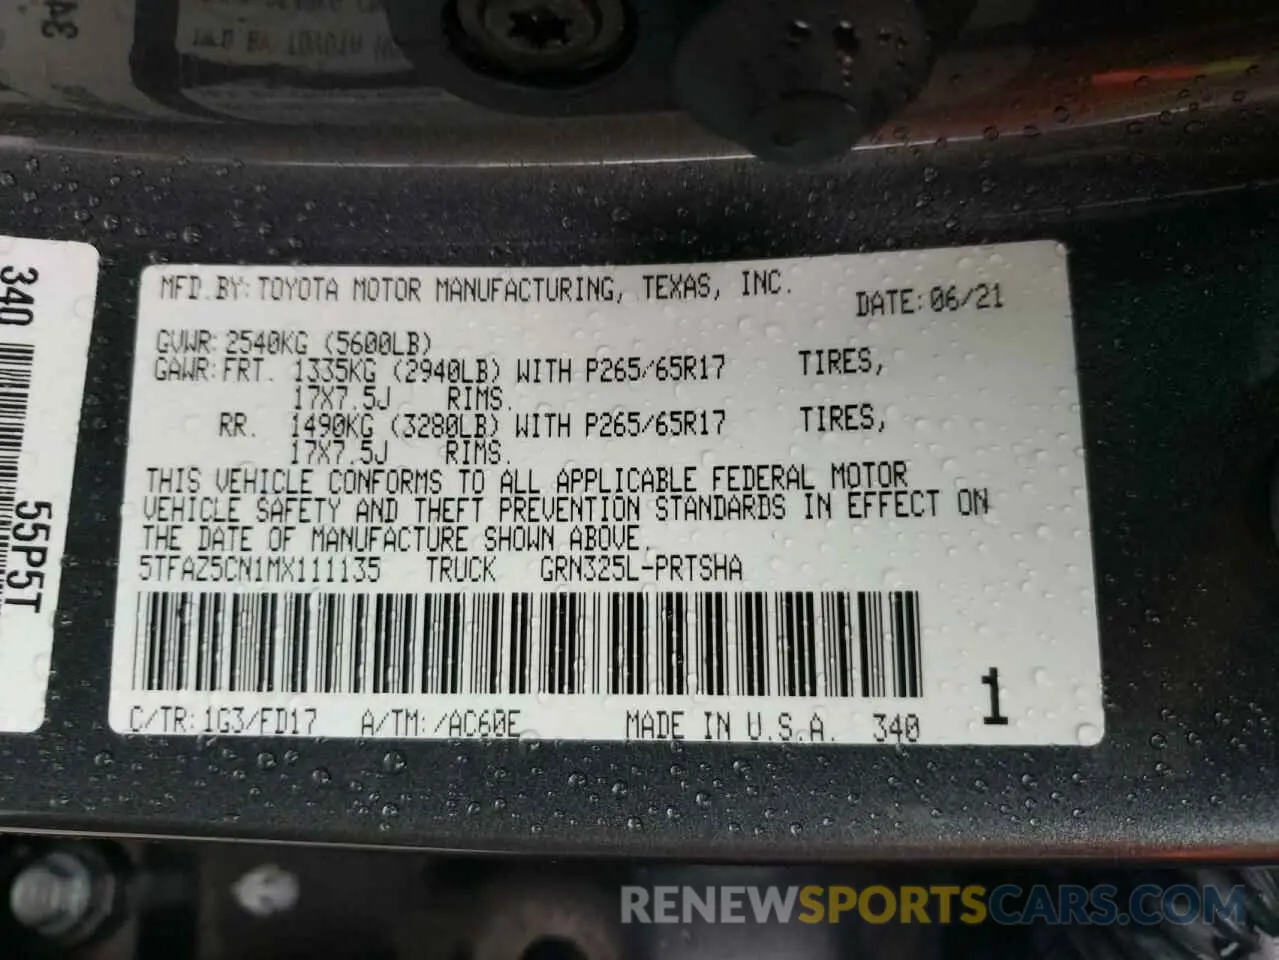 MFD.BY:TOYOTA MOTOR MANUFACTURING, TEXAS, INC.
DATE:06/21
GVWR:2540KG (5600LB)
GAWR:FRT. 1335KG (2940LB) WITH P265/65R17 TIRES,
17X7.5J RIMS.
RR. 1490KG (3280LB) WITH P265/65R17 TIRES,
17X7.5J RIMS.
THIS VEHICLE CONFORMS TO ALL APPLICABLE FEDERAL MOTOR
VEHICLE SAFETY AND THEFT PREVENTION STANDARDS IN EFFECT ON
THE DATE OF MANUFACTURE SHOWN ABOVE.
5TFAZ5CN1MX111135 TRUCK GRN325L-PRTSHA
C/TR:1G3/FD17 A/TM:/AC60E MADE IN U.S.A. 340
1
340
55P5T
RENEWSPORTSCARS.COM